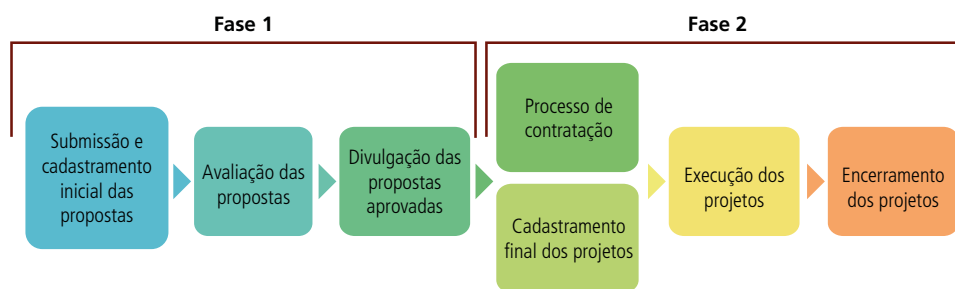 Fase 1
Fase 2
Submissão e
cadastramento
inicial das
propostas
Avaliação das
propostas
Divulgação das
propostas
aprovadas
Processo de
contratação
Cadastramento
final dos projetos
Execução dos
projetos
Encerramento
dos projetos